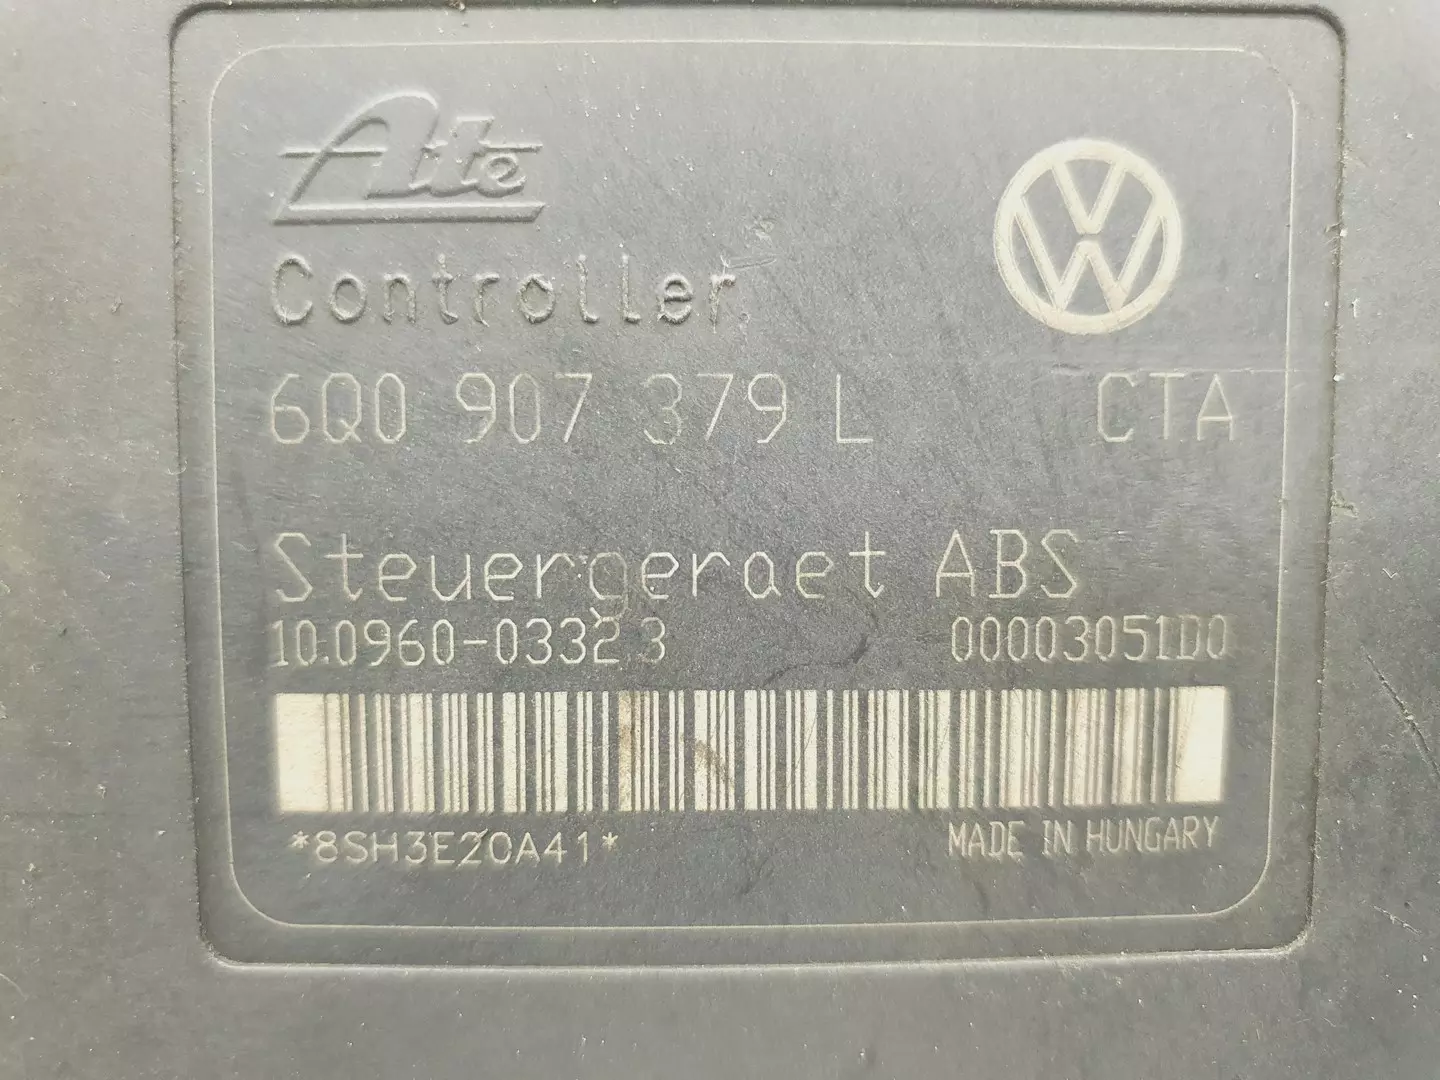 Ate
Controller
6Q0 907 379 L CTA
Steuergeraet ABS
10.0960-0332.3 00003051D0
*8SH3E20A41* MADE IN HUNGARY